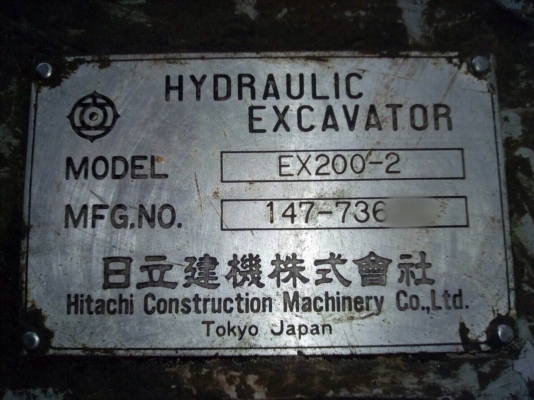 HYDRAULIC
EXCAVATOR
MODEL EX200-2
MFG.NO. 147-736
日立建機株式會社
Hitachi Construction Machinery Co.,Ltd.
Tokyo Japan